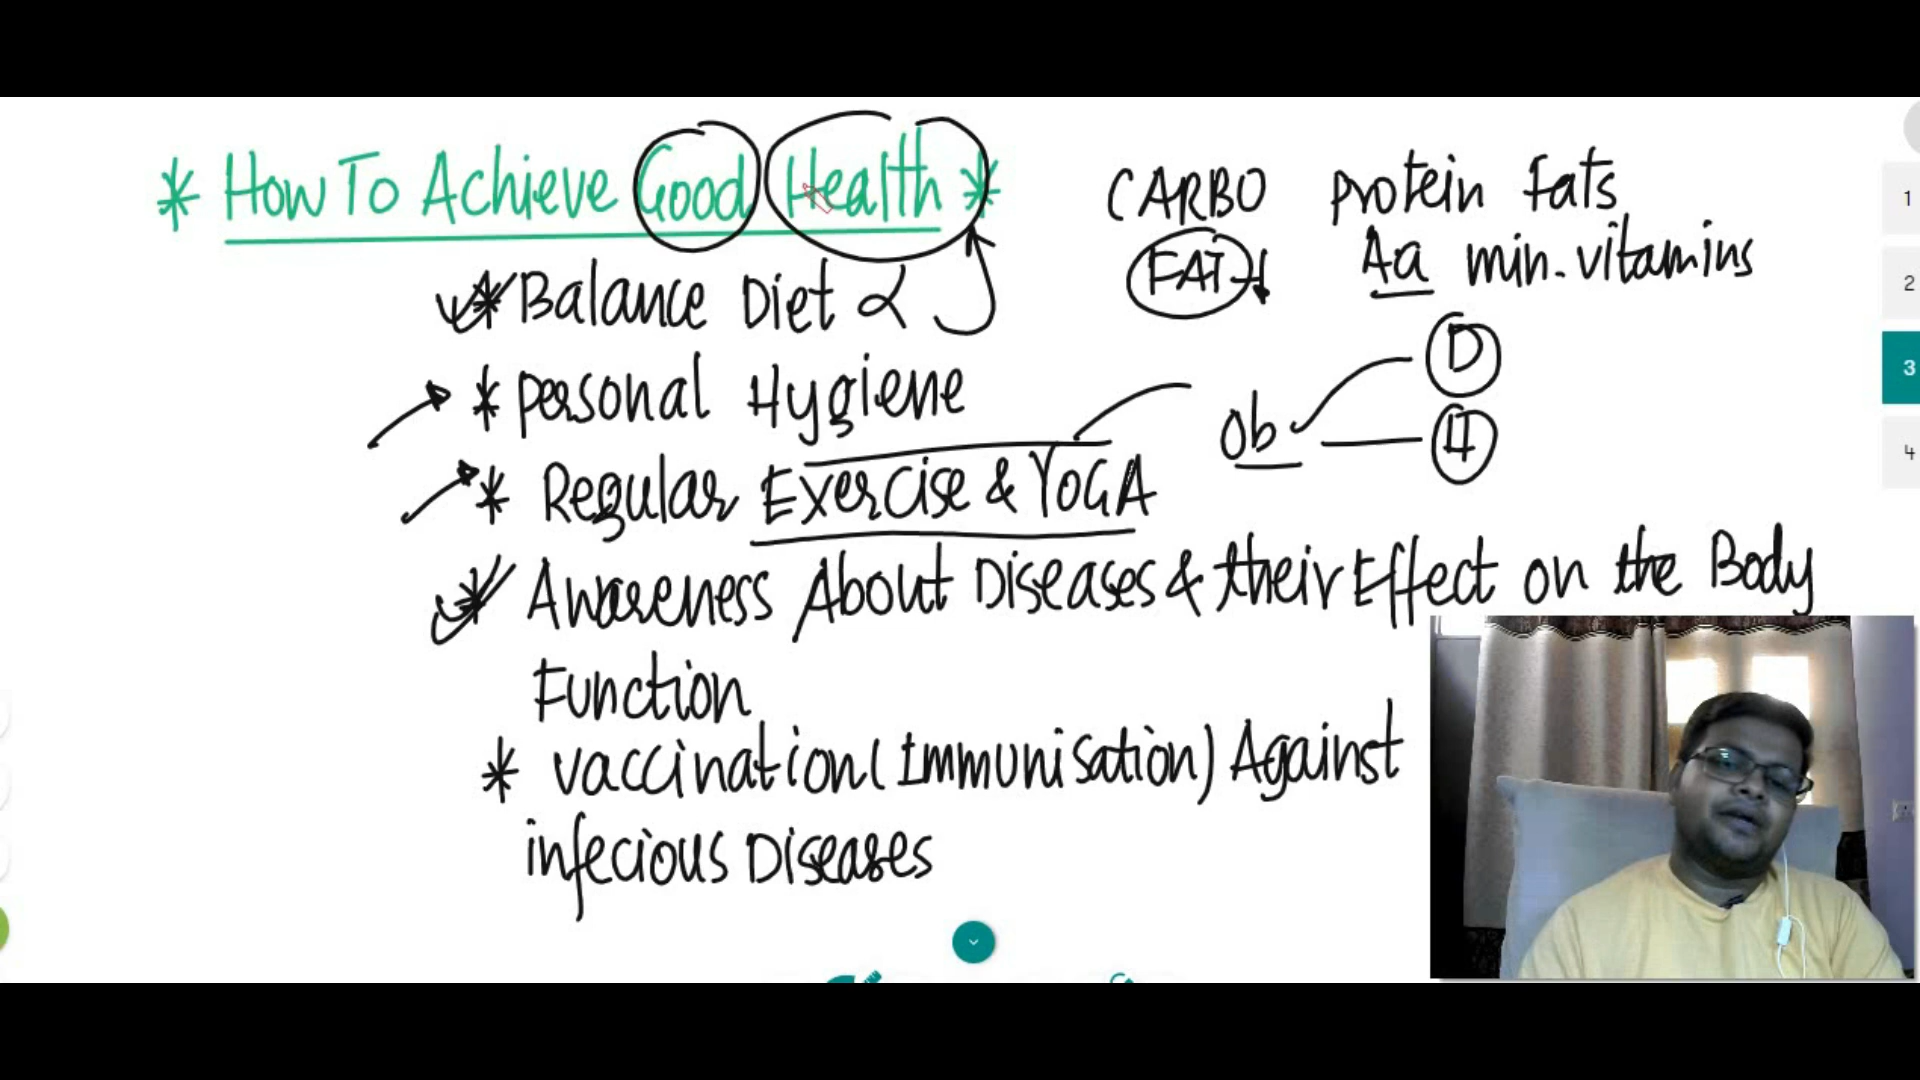 * How To Achieve Good Health *
* Balance Diet α
* Personal Hygiene
* Regular Exercise & YOGA
* Awareness About Diseases & their Effect on the Body
Function
* vaccination (Immunisation) Against
infecious Diseases
CARBO Protein Fats
FAT Aa min. vitamins
D
Ob
H
1
2
3
4